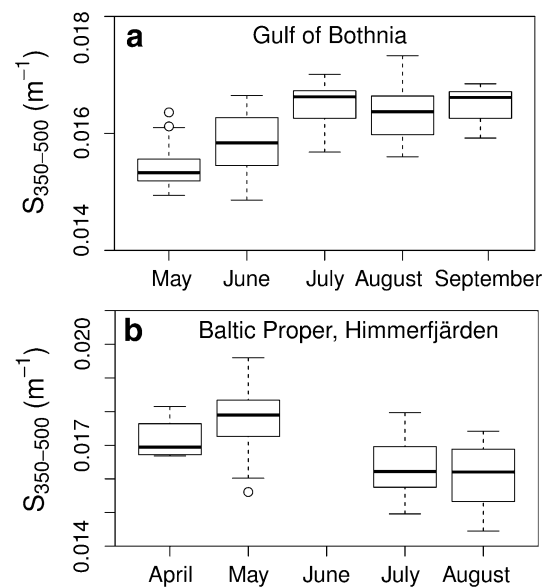 a Gulf of Bothnia
S350−500 (m−1)
0.018
0.016
0.014
May June July August September
b Baltic Proper, Himmerfjärden
S350−500 (m−1)
0.020
0.017
0.014
April May June July August